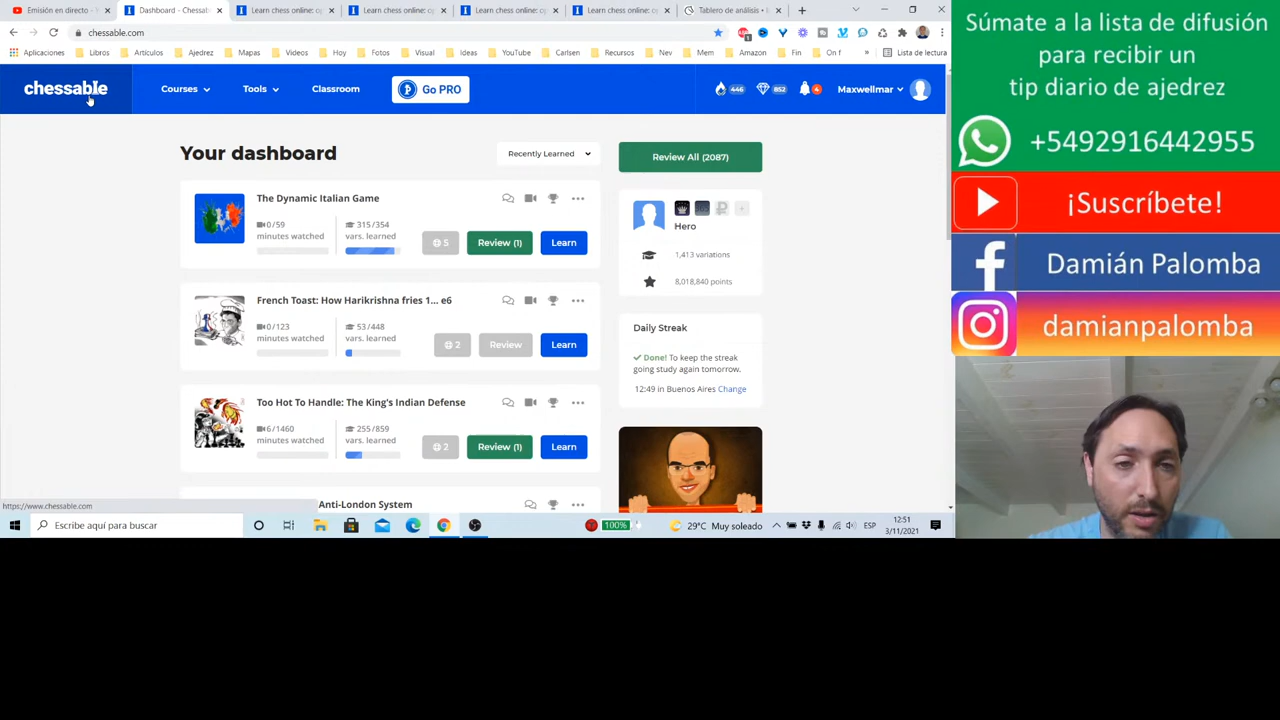 Emisión en directo - Y
Dashboard - Chessable
Learn chess online: op
Learn chess online: op
Learn chess online: op
Learn chess online: op
Tablero de análisis • li
chessable.com
Aplicaciones
Libros
Artículos
Ajedrez
Mapas
Videos
Hoy
Fotos
Visual
Ideas
YouTube
Carlsen
Recursos
Nev
Mem
Amazon
Fin
On f
»
Lista de lectura
chessable
Courses
Tools
Classroom
Go PRO
446
852
4
Maxwellmar
Your dashboard
Recently Learned
Review All (2087)
The Dynamic Italian Game
0/59
minutes watched
315/354
vars. learned
5
Review (1)
Learn
Hero
1,413 variations
8,018,840 points
French Toast: How Harikrishna fries 1... e6
0/123
minutes watched
53/448
vars. learned
2
Review
Learn
Daily Streak
Done! To keep the streak
going study again tomorrow.
12:49 in Buenos Aires Change
Too Hot To Handle: The King's Indian Defense
6/1460
minutes watched
255/859
vars. learned
2
Review (1)
Learn
Anti-London System
https://www.chessable.com
Escribe aquí para buscar
100%
29°C Muy soleado
ESP
12:51
3/11/2021
Súmate a la lista de difusión
para recibir un
tip diario de ajedrez
+5492916442955
¡Suscríbete!
Damián Palomba
damianpalomba